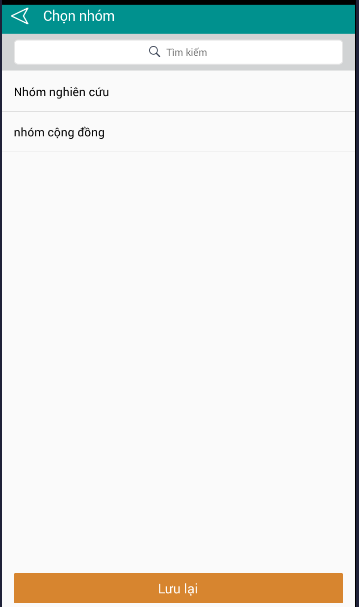 Chọn nhóm
Tìm kiếm
Nhóm nghiên cứu
nhóm cộng đồng
Lưu lại